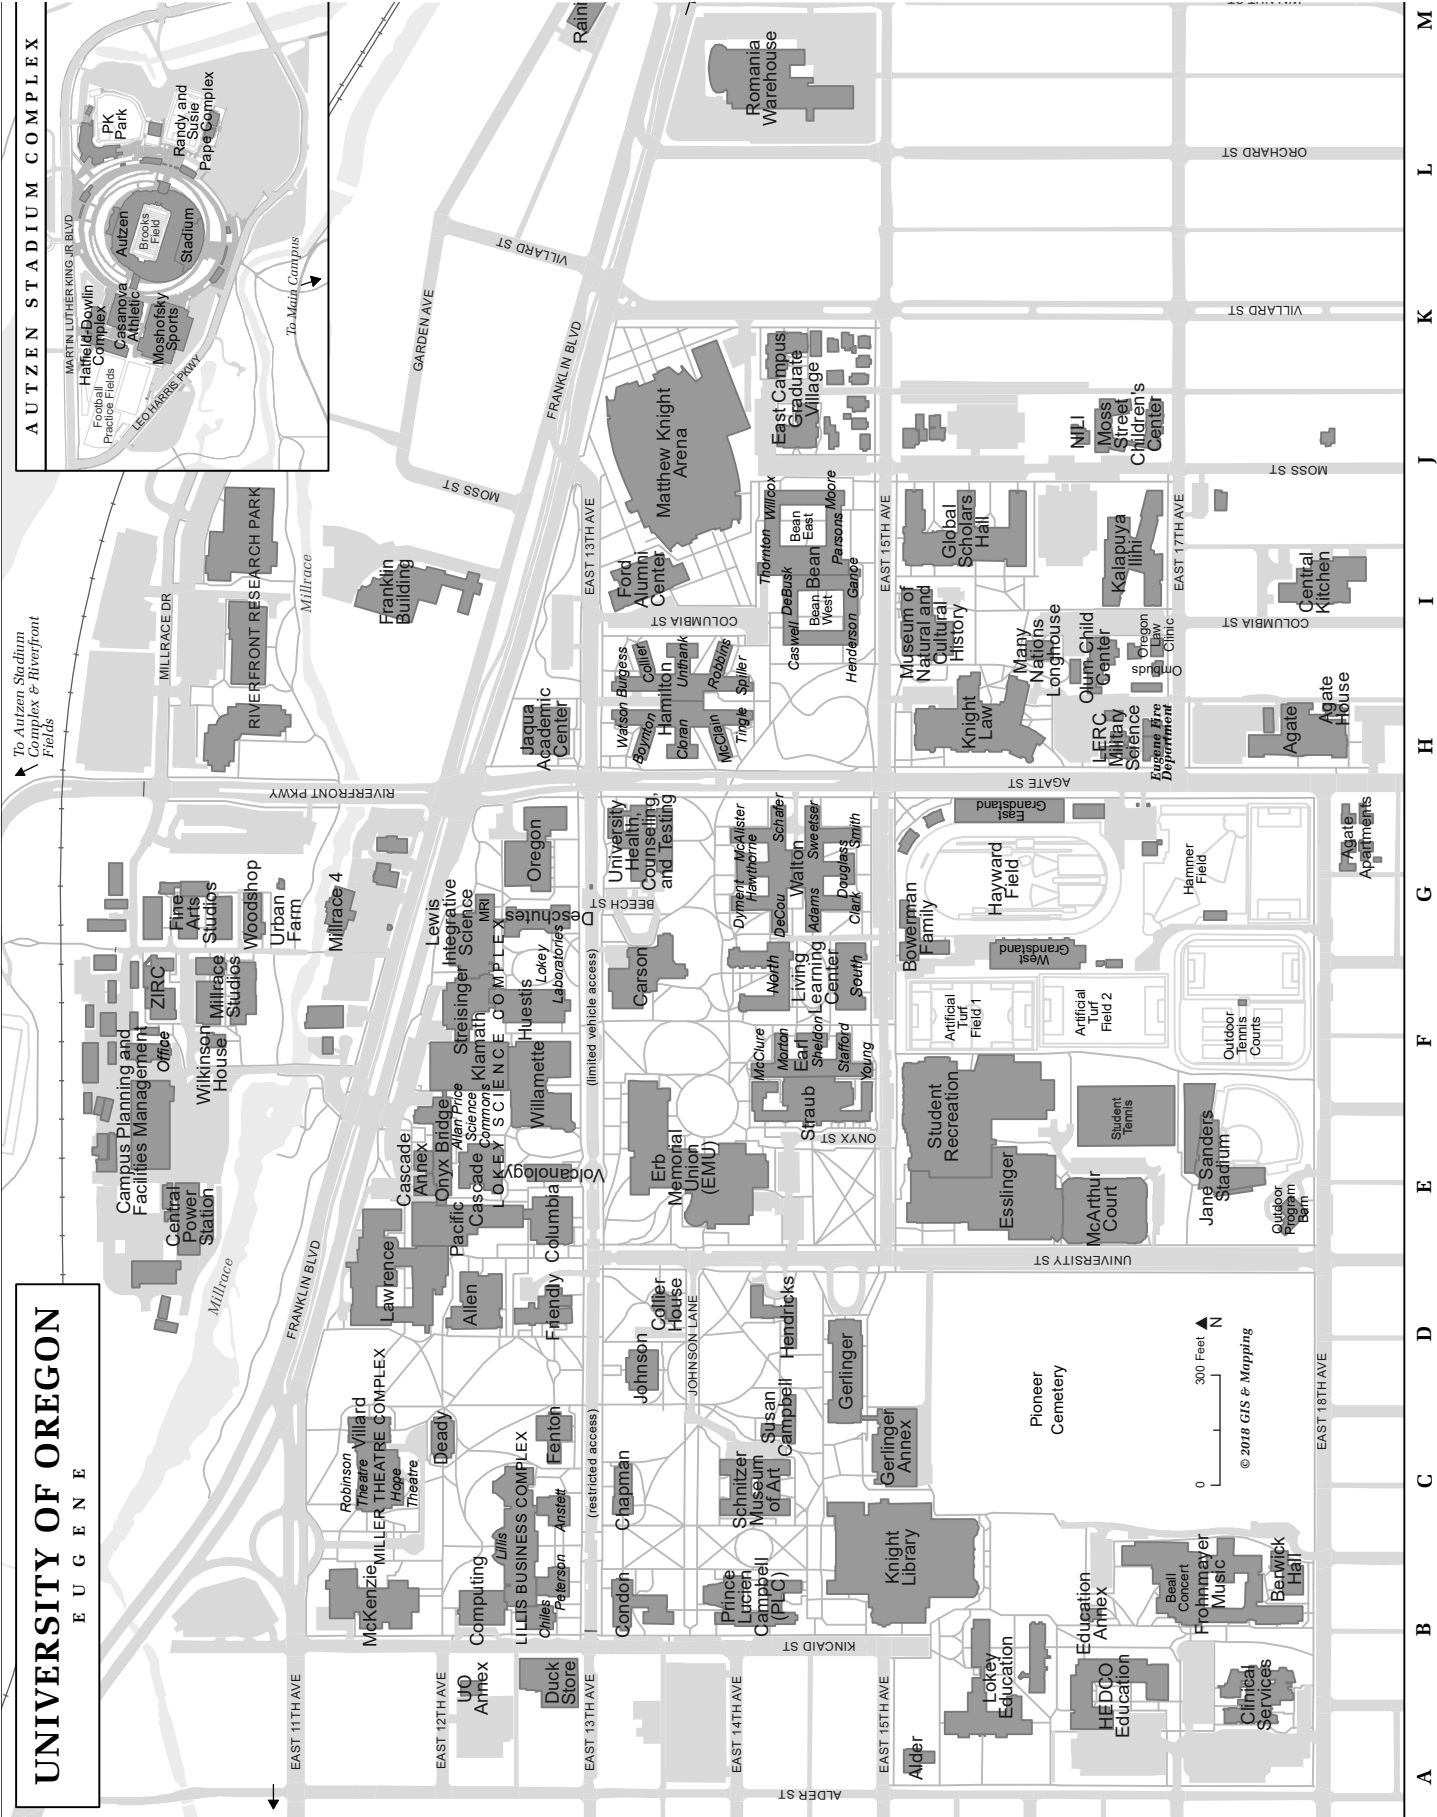 UNIVERSITY OF OREGON
EUGENE
AUTZEN STADIUM COMPLEX
MARTIN LUTHER KING JR BLVD
Hatfield-Dowlin
Complex
Casanova
Athletic
Moshofsky
Sports
Football
Practice Fields
LEO HARRIS PKWY
Autzen
Brooks
Field
Stadium
PK
Park
Randy and
Susie
Pape Complex
To Main Campus
To Autzen Stadium
Complex & Riverfront
Fields
MILLRACE DR
RIVERFRONT RESEARCH PARK
Millrace
RIVERFRONT PKWY
Franklin
Building
GARDEN AVE
MOSS ST
FRANKLIN BLVD
VILLARD ST
Campus Planning and
Facilities Management
Office
ZIRC
Fine
Arts
Studios
Woodshop
Urban
Farm
Millrace
Studios
Wilkinson
House
Millrace 4
Central
Power
Station
Millrace
FRANKLIN BLVD
McKenzie
Robinson
Theatre
Villard
MILLER THEATRE COMPLEX
Hope
Theatre
Deady
Lawrence
Allen
Pacific
Cascade
Annex
Onyx Bridge
Allan Price
Science
Commons
Cascade
Klamath
Streisinger
Lewis
Integrative
Science
MRI
LOKEY SCIENCE COMPLEX
Deschutes
Lokey
Laboratories
Huestis
Willamette
Volcanology
Columbia
Friendly
Fenton
Oregon
Jaqua
Academic
Center
Computing
LILLIS BUSINESS COMPLEX
Lillis
Anstett
Peterson
Chiles
UO
Annex
Duck
Store
EAST 11TH AVE
EAST 12TH AVE
EAST 13TH AVE
(restricted access)
(limited vehicle access)
EAST 13TH AVE
EAST 14TH AVE
EAST 15TH AVE
ALDER ST
KINCAID ST
Condon
Chapman
Johnson
Collier
House
JOHNSON LANE
Prince
Lucien
Campbell
(PLC)
Schnitzer
Museum
of Art
Susan
Campbell
Hendricks
Gerlinger
Gerlinger
Annex
Knight
Library
Erb
Memorial
Union
(EMU)
Straub
ONYX ST
McClure
Morton
Earl
Sheldon
Stafford
Young
Carson
BEECH ST
University
Health,
Counseling,
and Testing
North
Living
Learning
Center
South
Dyment
Hawthorne
McAlister
DeCou
Walton
Schafer
Adams
Sweetser
Clark
Douglass
Smith
Watson
Burgess
Boynton
Collier
Hamilton
Cloran
Unthank
McClain
Robbins
Tingle
Spiller
COLUMBIA ST
Ford
Alumni
Center
Matthew Knight
Arena
Thornton
Willcox
Bean
East
Caswell
DeBusk
Bean
Parsons
Moore
Bean
West
Henderson
Ganoe
East Campus
Graduate
Village
Romania
Warehouse
EAST 15TH AVE
ORCHARD ST
VILLARD ST
MOSS ST
COLUMBIA ST
AGATE ST
UNIVERSITY ST
EAST 17TH AVE
EAST 18TH AVE
Alder
Lokey
Education
HEDCO
Education
Education
Annex
Clinical
Services
Beall
Concert
Frohnmayer
Music
Berwick
Hall
Pioneer
Cemetery
0
300 Feet
N
© 2018 GIS & Mapping
Student
Recreation
Esslinger
McArthur
Court
Student
Tennis
Jane Sanders
Stadium
Outdoor
Program
Barn
Artificial
Turf
Field 1
Artificial
Turf
Field 2
Outdoor
Tennis
Courts
Bowerman
Family
West
Grandstand
Hayward
Field
East
Grandstand
Hammer
Field
Agate
Apartments
Knight
Law
Museum of
Natural and
Cultural
History
Many
Nations
Longhouse
Olum Child
Center
LERC
Military
Science
Eugene Fire
Department
Ombuds
Oregon
Law
Clinic
Agate
Agate
House
Central
Kitchen
Global
Scholars
Hall
Kalapuya
Ilihi
NILI
Moss
Street
Children's
Center
A
B
C
D
E
F
G
H
I
J
K
L
M